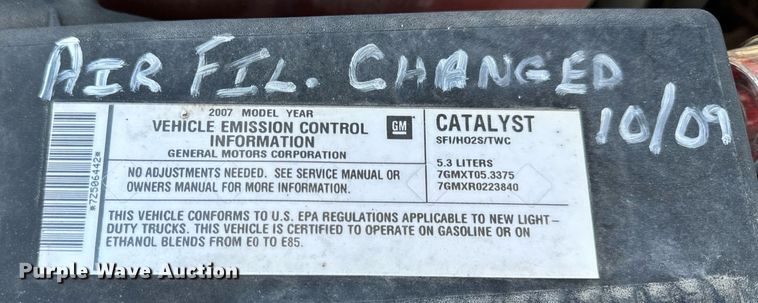 AIR FIL. CHANGED
10/09
2007 MODEL YEAR
VEHICLE EMISSION CONTROL
INFORMATION
GENERAL MOTORS CORPORATION
GM
CATALYST
SFI/HO2S/TWC
NO ADJUSTMENTS NEEDED. SEE SERVICE MANUAL OR
OWNERS MANUAL FOR MORE INFORMATION.
5.3 LITERS
7GMXT05.3375
7GMXR0223840
THIS VEHICLE CONFORMS TO U.S. EPA REGULATIONS APPLICABLE TO NEW LIGHT-
DUTY TRUCKS. THIS VEHICLE IS CERTIFIED TO OPERATE ON GASOLINE OR ON
ETHANOL BLENDS FROM E0 TO E85.
*7Z506442*
Purple Wave Auction